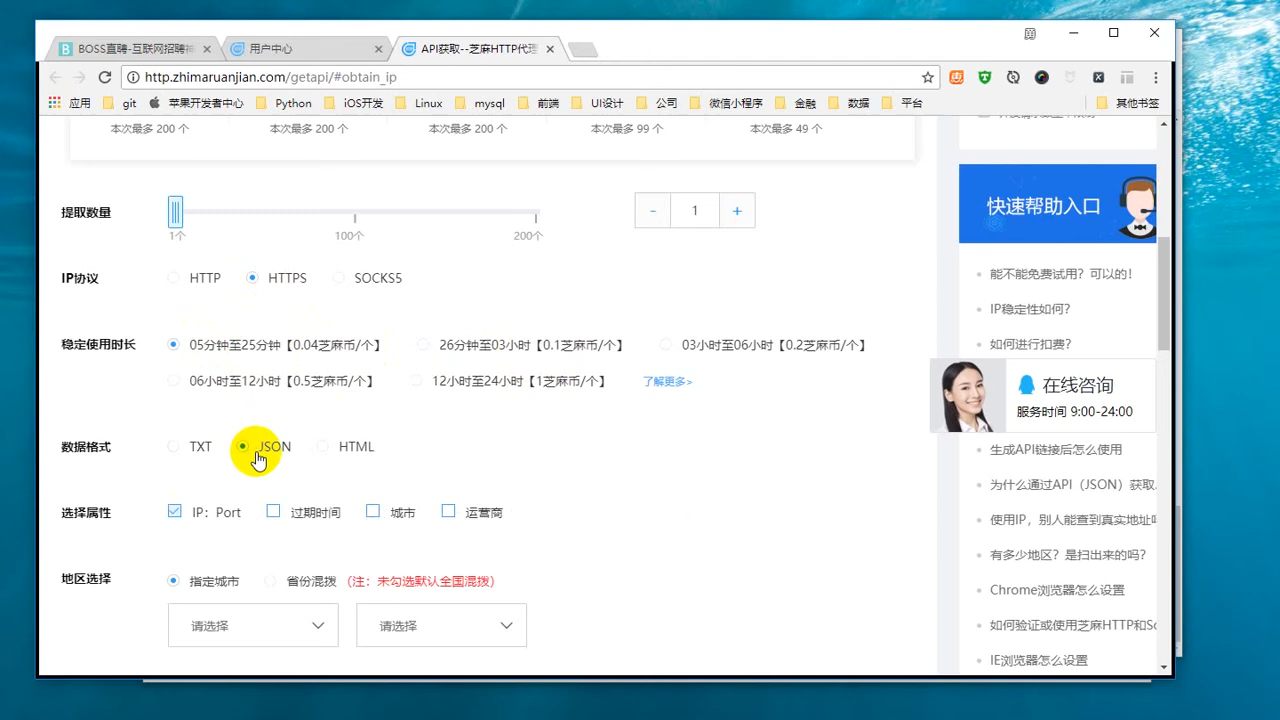 BOSS直聘-互联网招聘神
用户中心
API获取--芝麻HTTP代理
http.zhimaruanjian.com/getapi/#obtain_ip
应用
git
苹果开发者中心
Python
iOS开发
Linux
mysql
前端
UI设计
公司
微信小程序
金融
数据
平台
其他书签
本次最多 200 个
本次最多 200 个
本次最多 200 个
本次最多 99 个
本次最多 49 个
提取数量
- 1 +
1个
100个
200个
IP协议
HTTP
HTTPS
SOCKS5
稳定使用时长
05分钟至25分钟【0.04芝麻币/个】
26分钟至03小时【0.1芝麻币/个】
03小时至06小时【0.2芝麻币/个】
06小时至12小时【0.5芝麻币/个】
12小时至24小时【1芝麻币/个】
了解更多>
数据格式
TXT
JSON
HTML
选择属性
IP：Port
过期时间
城市
运营商
地区选择
指定城市
省份混拨
（注：未勾选默认全国混拨）
请选择
请选择
快速帮助入口
能不能免费试用？可以的！
IP稳定性如何？
如何进行扣费？
在线咨询
服务时间 9:00-24:00
生成API链接后怎么使用
为什么通过API（JSON）获取
使用IP，别人能查到真实地址吗
有多少地区？是扫出来的吗？
Chrome浏览器怎么设置
如何验证或使用芝麻HTTP和So
IE浏览器怎么设置